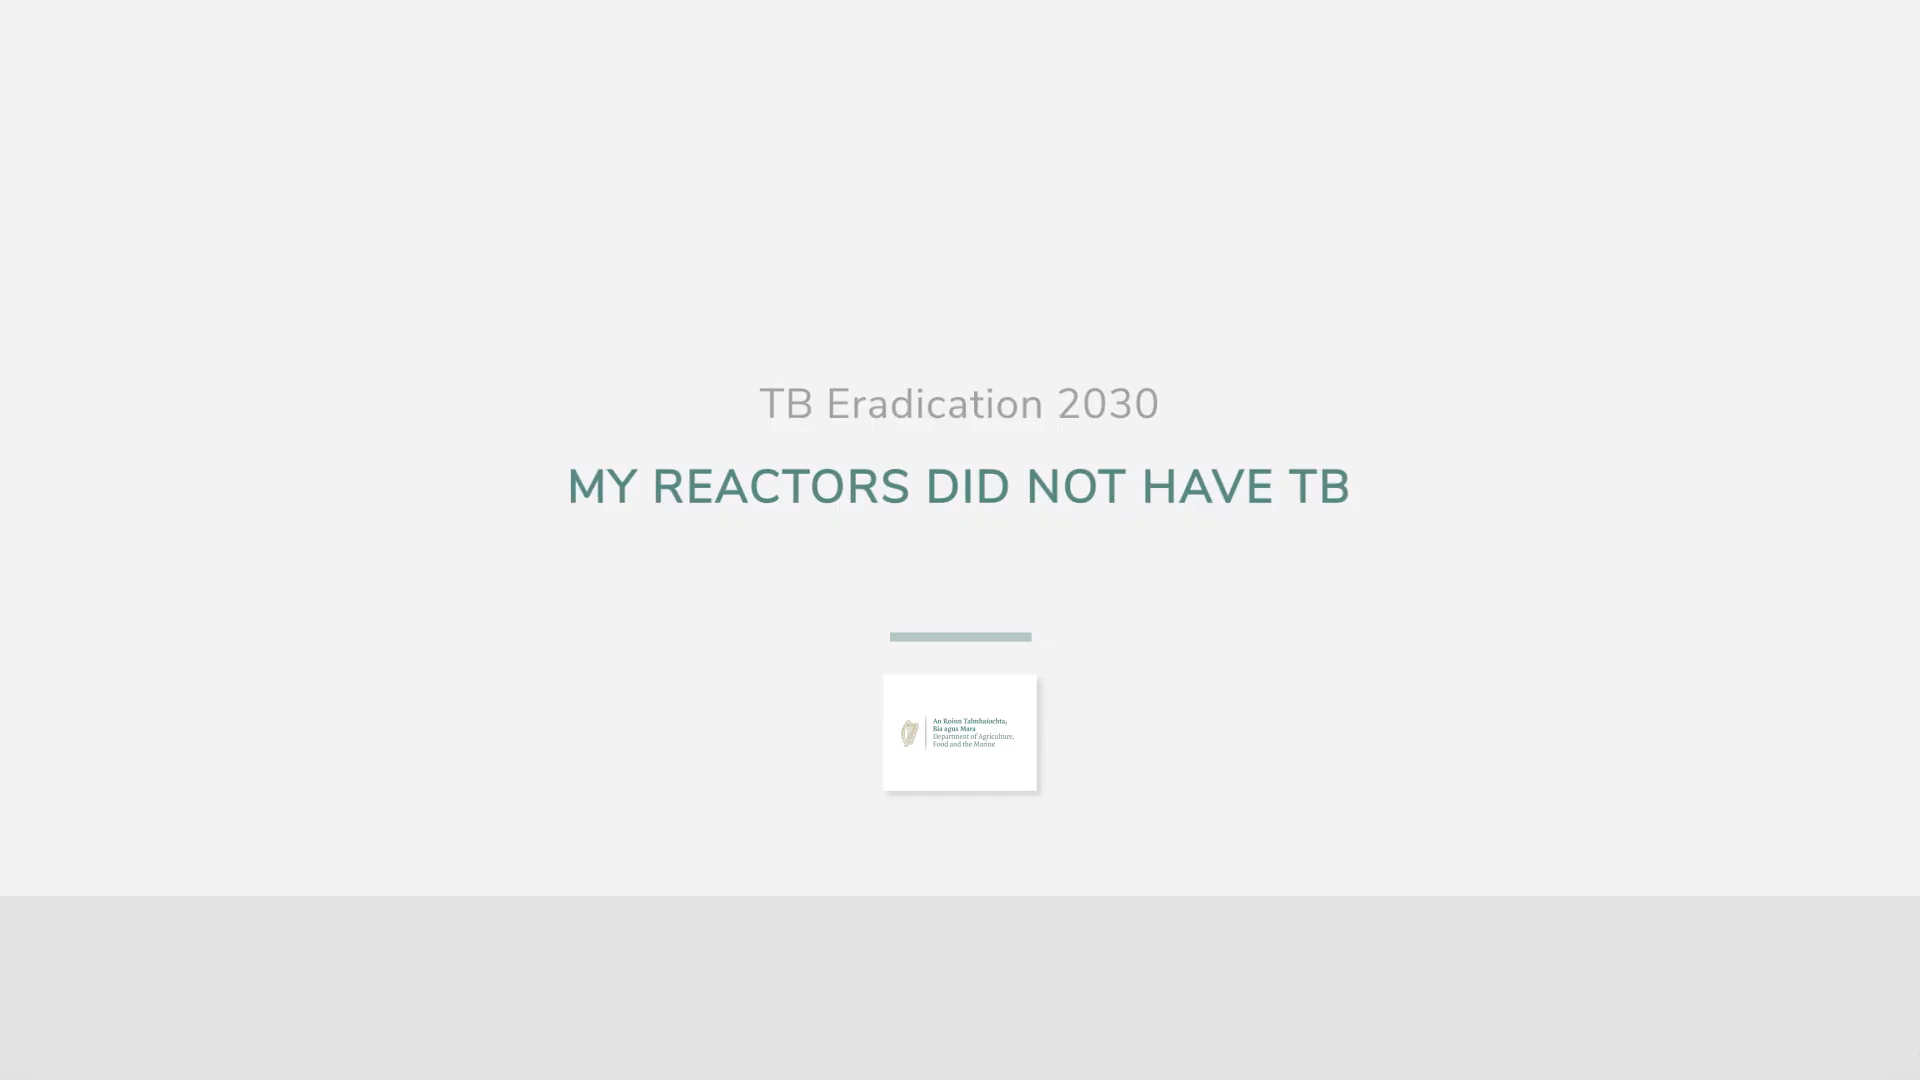 TB Eradication 2030
MY REACTORS DID NOT HAVE TB
An Roinn Talmhaíochta,
Bia agus Mara
Department of Agriculture,
Food and the Marine